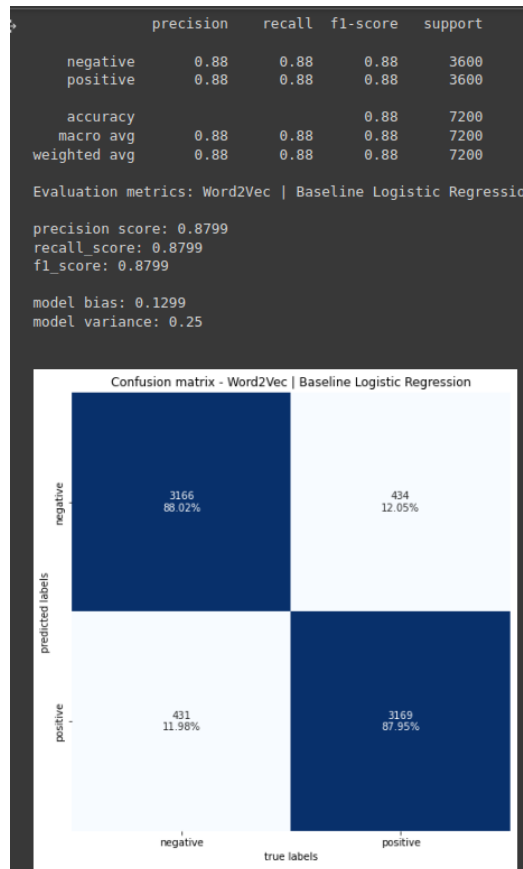 precision recall f1-score support
negative 0.88 0.88 0.88 3600
positive 0.88 0.88 0.88 3600
accuracy 0.88 7200
macro avg 0.88 0.88 0.88 7200
weighted avg 0.88 0.88 0.88 7200
Evaluation metrics: Word2Vec | Baseline Logistic Regressio
precision score: 0.8799
recall_score: 0.8799
f1_score: 0.8799
model bias: 0.1299
model variance: 0.25
Confusion matrix - Word2Vec | Baseline Logistic Regression
predicted labels
negative
3166
88.02%
434
12.05%
positive
431
11.98%
3169
87.95%
negative
positive
true labels